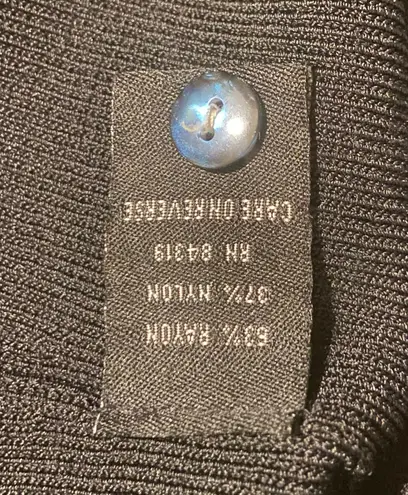 63% RAYON
37% NYLON
RN 84319
CARE ON REVERSE